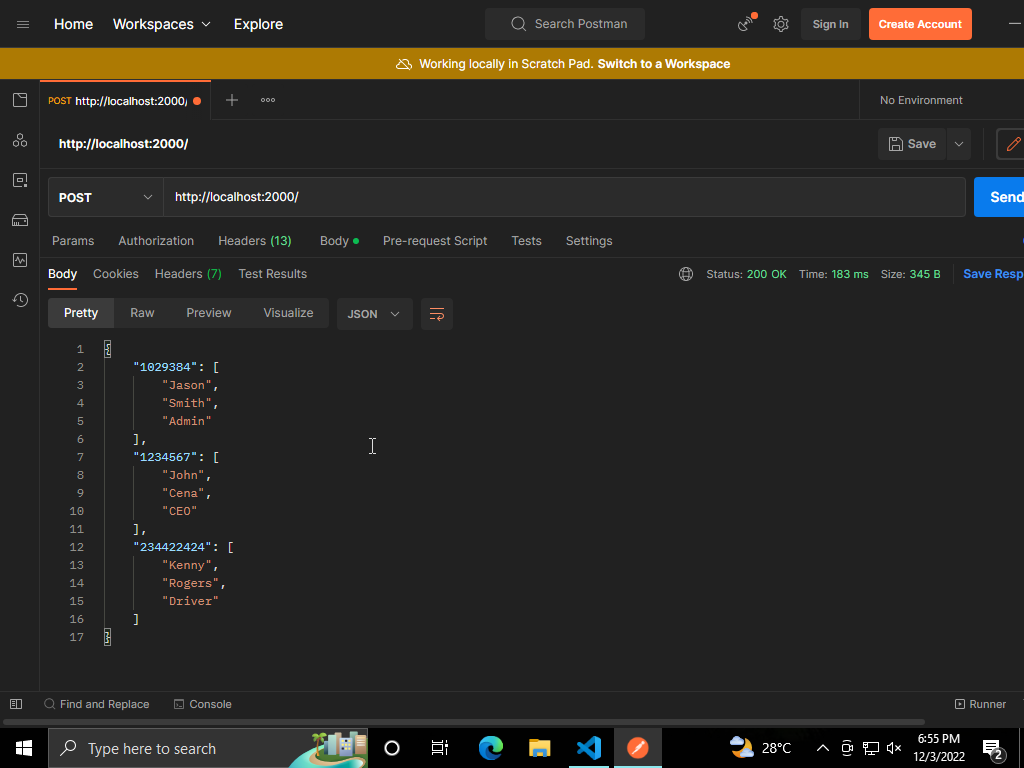 Home Workspaces Explore Search Postman Sign In Create Account
Working locally in Scratch Pad. Switch to a Workspace
POST http://localhost:2000/ No Environment
http://localhost:2000/ Save
POST http://localhost:2000/ Send
Params Authorization Headers (13) Body Pre-request Script Tests Settings
Body Cookies Headers (7) Test Results Status: 200 OK Time: 183 ms Size: 345 B Save Resp
Pretty Raw Preview Visualize JSON
1 {
2 "1029384": [
3 "Jason",
4 "Smith",
5 "Admin"
6 ],
7 "1234567": [
8 "John",
9 "Cena",
10 "CEO"
11 ],
12 "234422424": [
13 "Kenny",
14 "Rogers",
15 "Driver"
16 ]
17 }
Find and Replace Console Runner
Type here to search 28°C 6:55 PM
12/3/2022 2